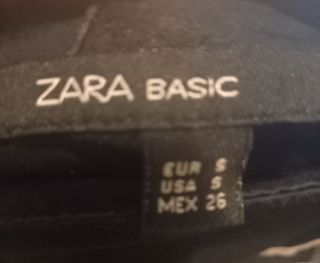 ZARA BASIC
EUR S
USA S
MEX 26